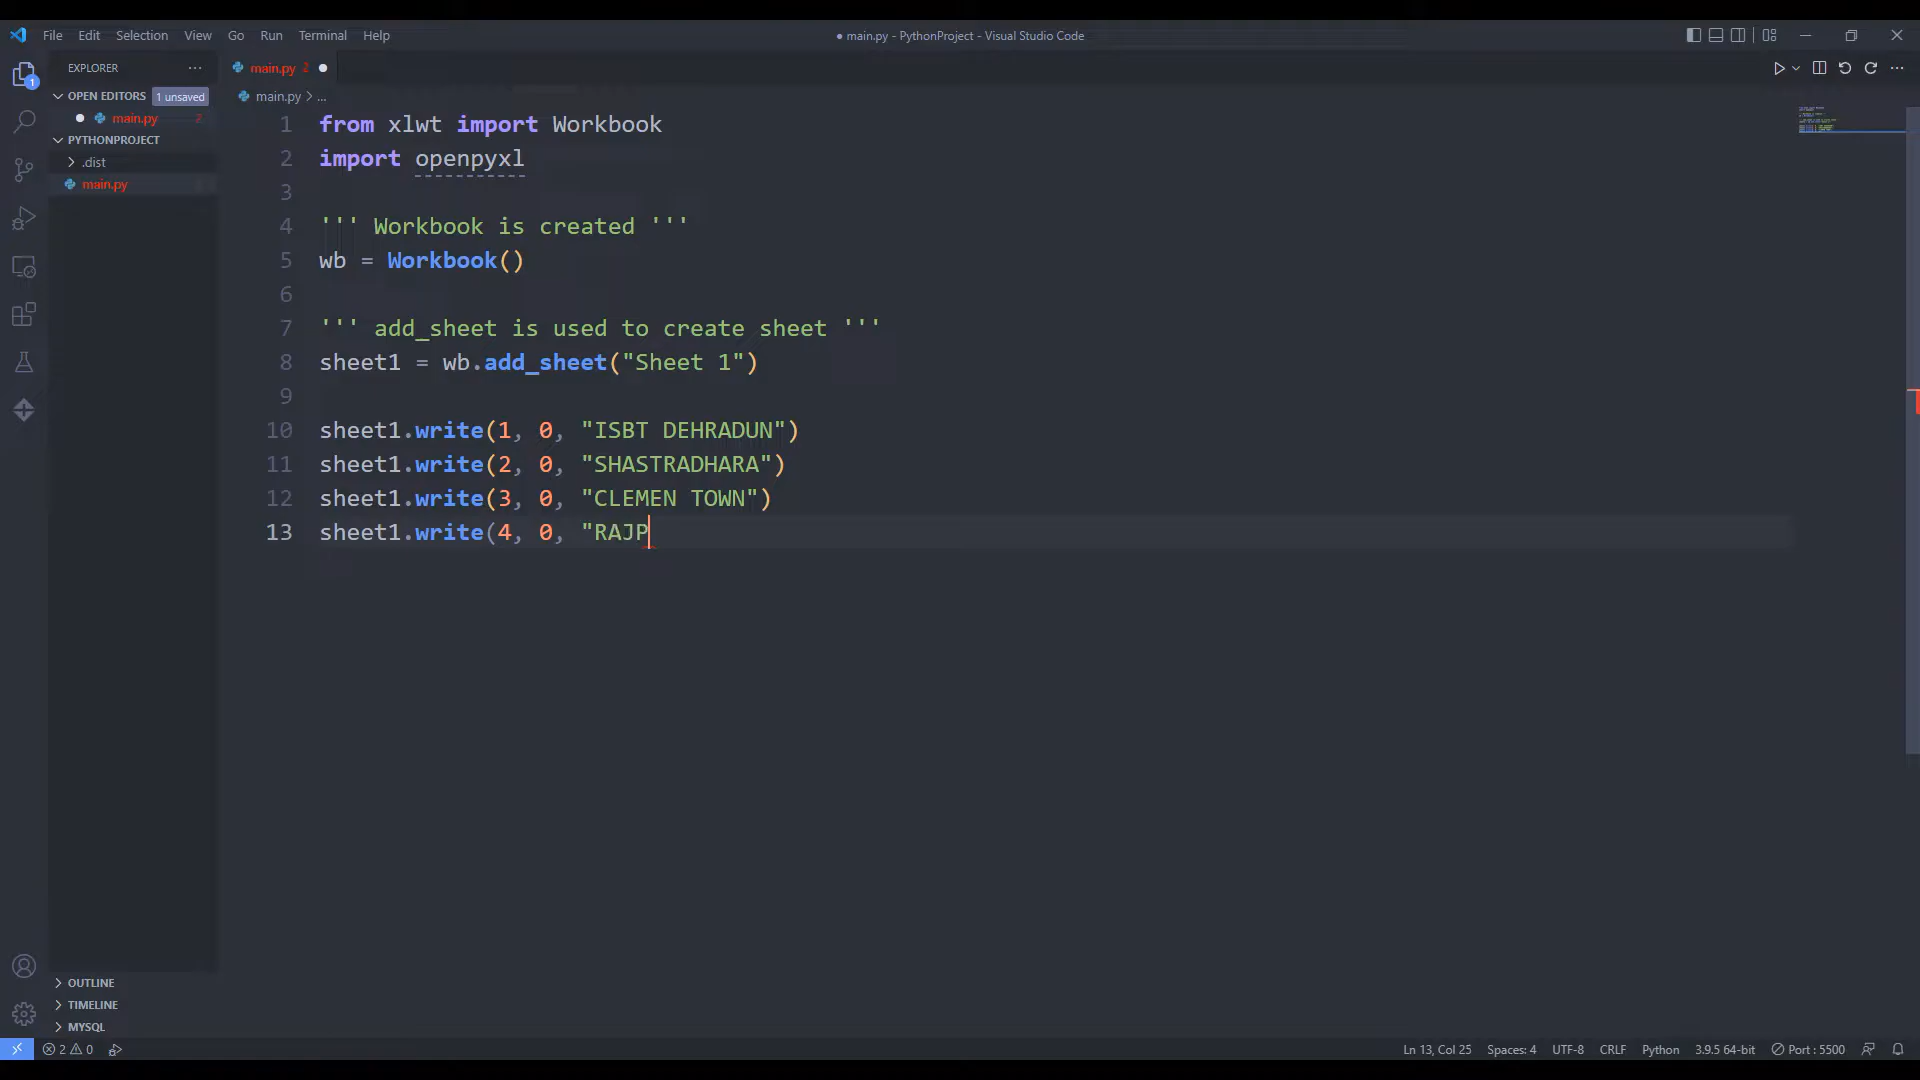 File Edit Selection View Go Run Terminal Help
● main.py - PythonProject - Visual Studio Code
EXPLORER
OPEN EDITORS 1 unsaved
main.py 2
PYTHONPROJECT
.dist
main.py
main.py 2
main.py > ...
1 from xlwt import Workbook
2 import openpyxl
3
4 ''' Workbook is created '''
5 wb = Workbook()
6
7 ''' add_sheet is used to create sheet '''
8 sheet1 = wb.add_sheet("Sheet 1")
9
10 sheet1.write(1, 0, "ISBT DEHRADUN")
11 sheet1.write(2, 0, "SHASTRADHARA")
12 sheet1.write(3, 0, "CLEMEN TOWN")
13 sheet1.write(4, 0, "RAJP
OUTLINE
TIMELINE
MYSQL
2 0
Ln 13, Col 25 Spaces: 4 UTF-8 CRLF Python 3.9.5 64-bit Port : 5500
1